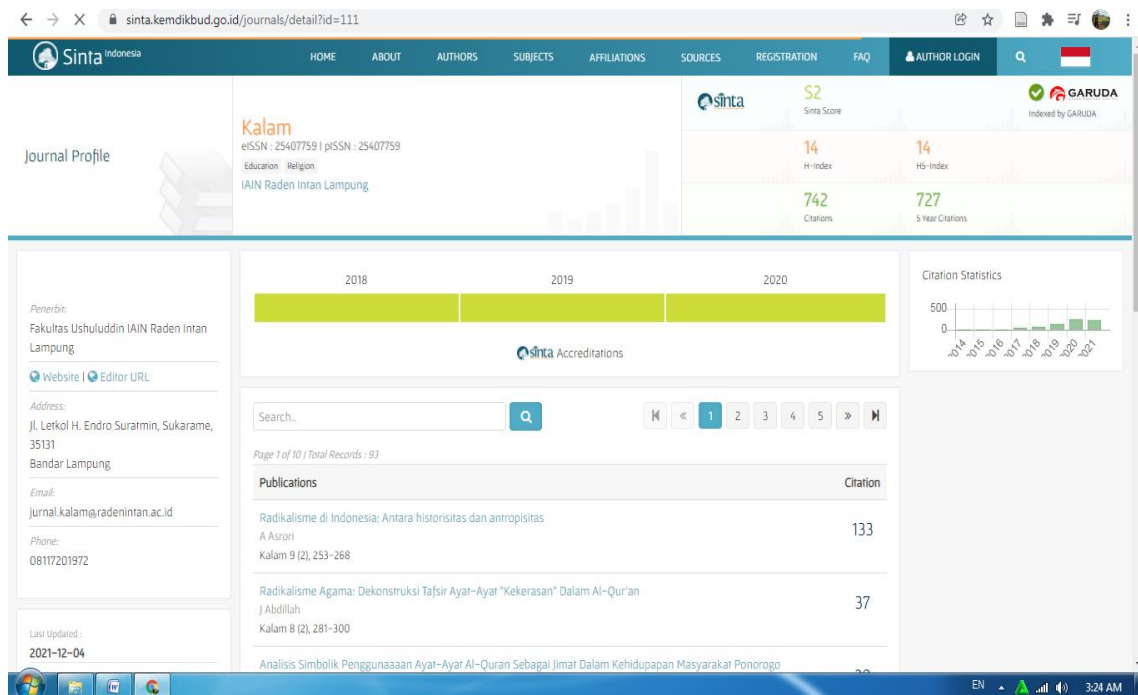 sinta.kemdikbud.go.id/journals/detail?id=111
Sinta Indonesia
HOME ABOUT AUTHORS SUBJECTS AFFILIATIONS SOURCES REGISTRATION FAQ AUTHOR LOGIN
Journal Profile
Kalam
eISSN : 25407759 | pISSN : 25407759
Education Religion
IAIN Raden Intan Lampung
sinta
S2
Sinta Score
GARUDA
Indexed by GARUDA
14
H-Index
14
H5-Index
742
Citations
727
5 Year Citations
Penerbit:
Fakultas Ushuluddin IAIN Raden Intan
Lampung
Website | Editor URL
Address:
Jl. Letkol H. Endro Suratmin, Sukarame,
35131
Bandar Lampung
Email:
jurnal.kalam@radenintan.ac.id
Phone:
08117201972
Last Updated :
2021-12-04
2018 2019 2020
sinta Accreditations
Search..
1 2 3 4 5
Page 1 of 10 | Total Records : 93
Publications Citation
Radikalisme di Indonesia: Antara historisitas dan antropisitas
A Asrori
Kalam 9 (2), 253-268
133
Radikalisme Agama: Dekonstruksi Tafsir Ayat-Ayat "Kekerasan" Dalam Al-Qur'an
J Abdillah
Kalam 8 (2), 281-300
37
Analisis Simbolik Penggunaaaan Ayat-Ayat Al-Quran Sebagai Jimat Dalam Kehidupapan Masyarakat Ponorogo
Citation Statistics
500
0
2015 2016 2017 2018 2019 2020 2021
EN 3:24 AM